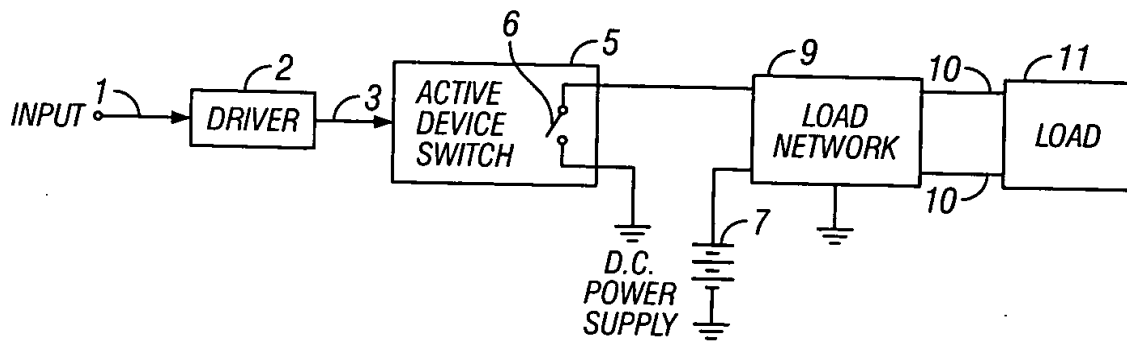 INPUT
1
2
DRIVER
3
5
6
ACTIVE
DEVICE
SWITCH
9
LOAD
NETWORK
10
10
11
LOAD
7
D.C.
POWER
SUPPLY